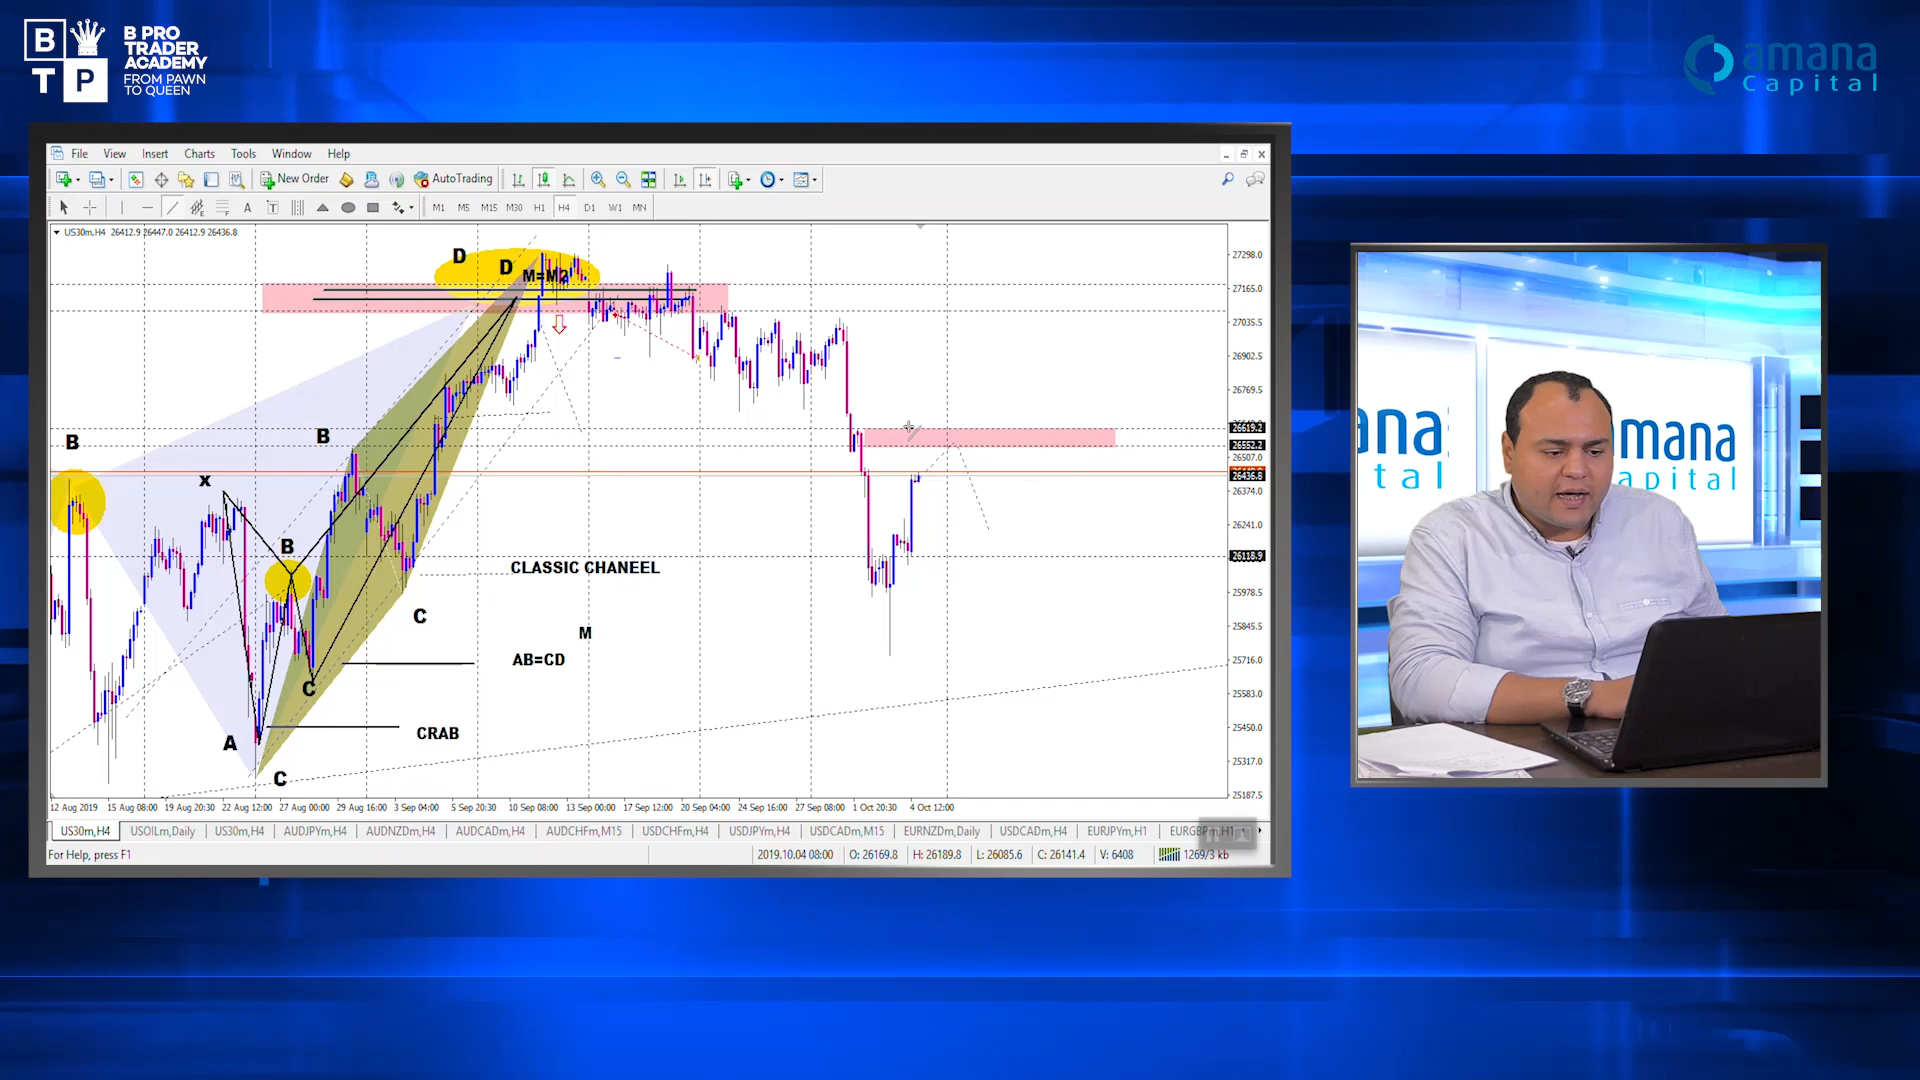 B T P
B PRO
TRADER
ACADEMY
FROM PAWN
TO QUEEN
amana
Capital
File View Insert Charts Tools Window Help
New Order AutoTrading
A T M1 M5 M15 M30 H1 H4 D1 W1 MN
US30m,H4 26412.9 26447.0 26412.9 26436.8
D
D M=M2
B
B
X
B
CLASSIC CHANEEL
C
M
AB=CD
C
CRAB
A
C
27298.0
27165.0
27035.5
26902.5
26769.5
26619.2
26552.2
26507.0
26436.8
26374.0
26241.0
26118.9
25978.5
25845.5
25716.0
25583.0
25450.0
25317.0
25187.5
12 Aug 2019 15 Aug 08:00 19 Aug 20:30 22 Aug 12:00 27 Aug 00:00 29 Aug 16:00 3 Sep 04:00 5 Sep 20:30 10 Sep 08:00 13 Sep 00:00 17 Sep 12:00 20 Sep 04:00 24 Sep 16:00 27 Sep 08:00 1 Oct 20:30 4 Oct 12:00
US30m,H4 USOILm,Daily US30m,H4 AUDJPYm,H4 AUDNZDm,H4 AUDCADm,H4 AUDCHFm,M15 USDCHFm,H4 USDJPYm,H4 USDCADm,M15 EURNZDm,Daily USDCADm,H4 EURJPYm,H1 EURGBPm,H1
For Help, press F1 2019.10.04 08:00 O: 26169.8 H: 26189.8 L: 26085.6 C: 26141.4 V: 6408 1269/3 kb
ana
tal
amana
apital